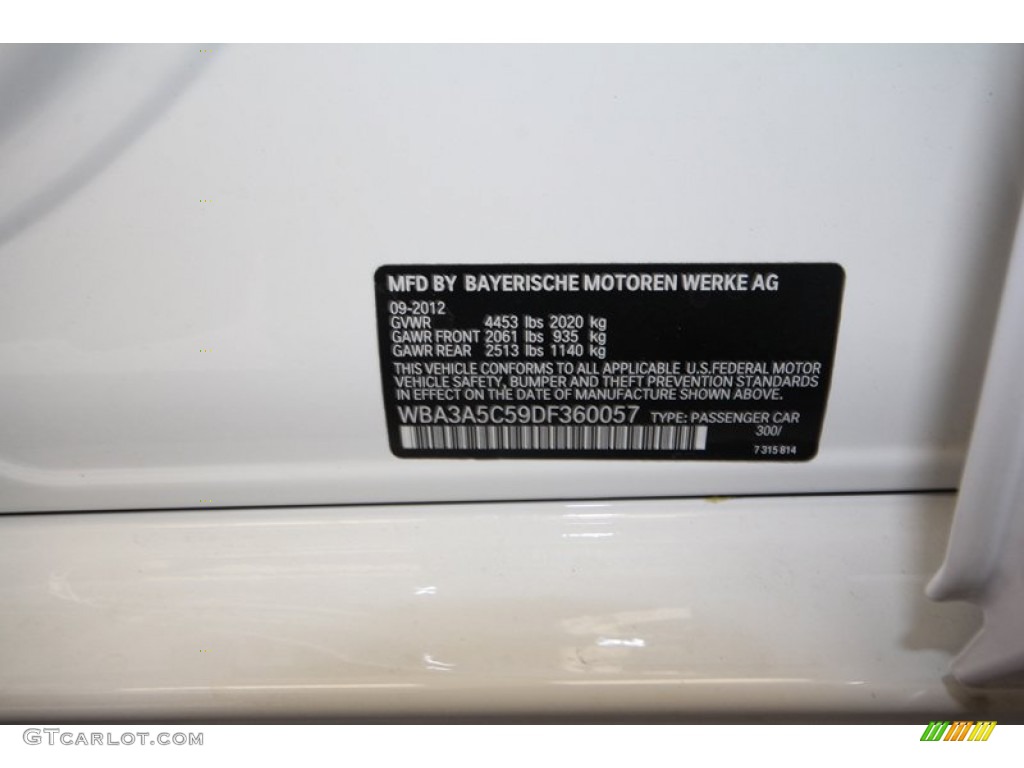 MFD BY BAYERISCHE MOTOREN WERKE AG
09-2012
GVWR 4453 lbs 2020 kg
GAWR FRONT 2061 lbs 935 kg
GAWR REAR 2513 lbs 1140 kg
THIS VEHICLE CONFORMS TO ALL APPLICABLE U.S.FEDERAL MOTOR
VEHICLE SAFETY, BUMPER AND THEFT PREVENTION STANDARDS
IN EFFECT ON THE DATE OF MANUFACTURE SHOWN ABOVE.
WBA3A5C59DF360057 TYPE: PASSENGER CAR
300/
7 315 814
GTCARLOT.COM